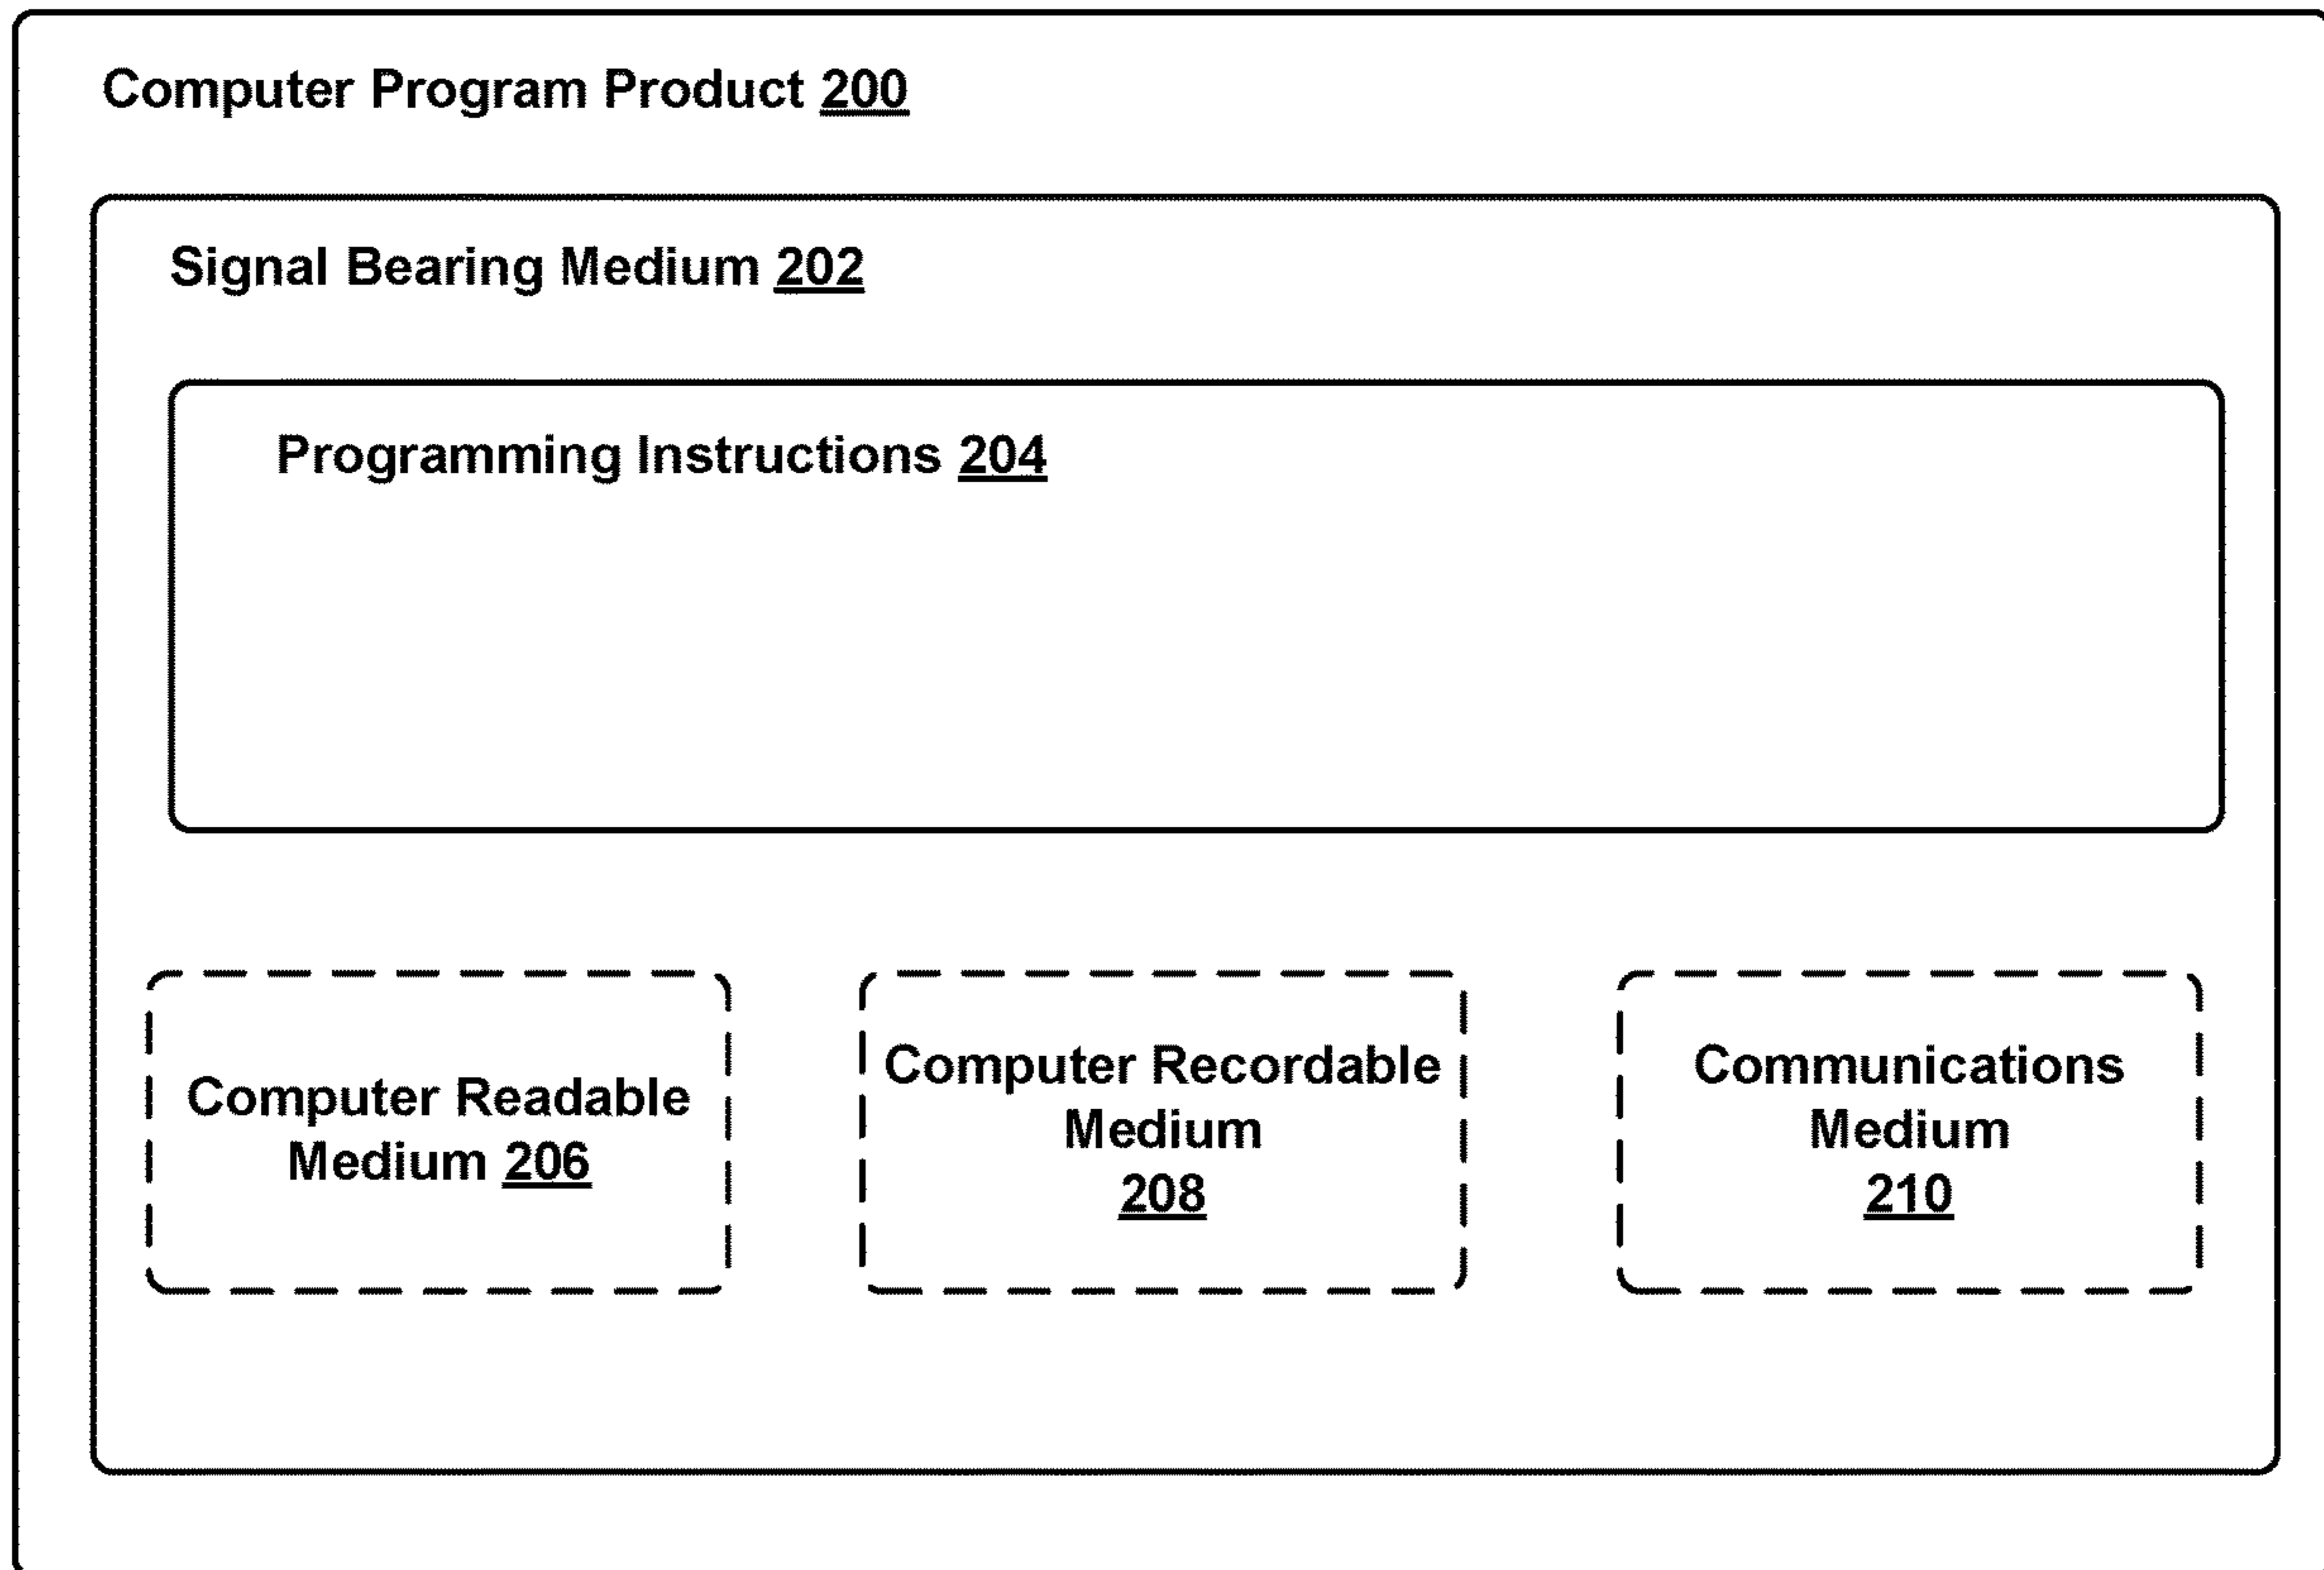 Computer Program Product 200
Signal Bearing Medium 202
Programming Instructions 204
Computer Readable
Medium 206
Computer Recordable
Medium
208
Communications
Medium
210